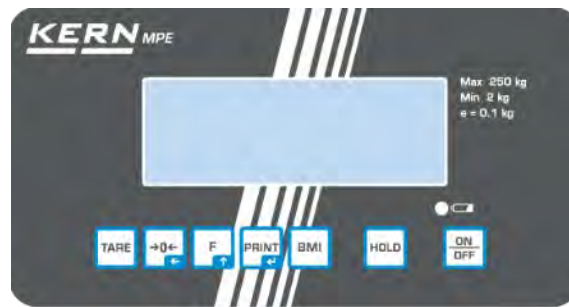 KERN MPE
Max 250 kg
Min 2 kg
e = 0.1 kg
TARE →0← F PRINT BMI HOLD ON
OFF